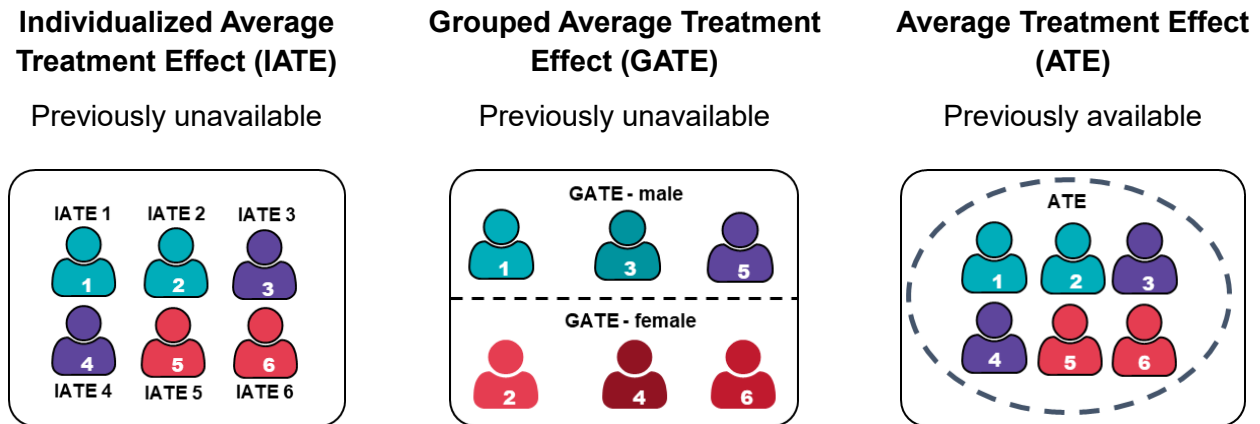 Individualized Average
Treatment Effect (IATE)
Previously unavailable
IATE 1 IATE 2 IATE 3
1 2 3
4 5 6
IATE 4 IATE 5 IATE 6
Grouped Average Treatment
Effect (GATE)
Previously unavailable
GATE - male
1 3 5
GATE - female
2 4 6
Average Treatment Effect
(ATE)
Previously available
ATE
1 2 3
4 5 6